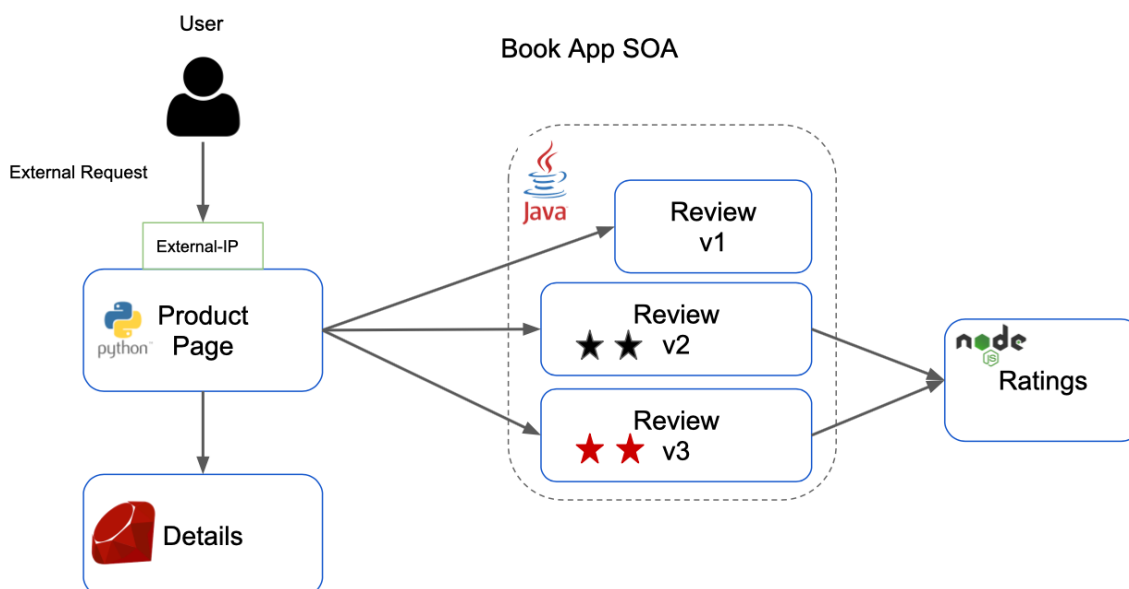 User
Book App SOA
External Request
External-IP
Java
Review
v1
python™
Product
Page
Review
v2
node
JS
Ratings
Review
v3
Details